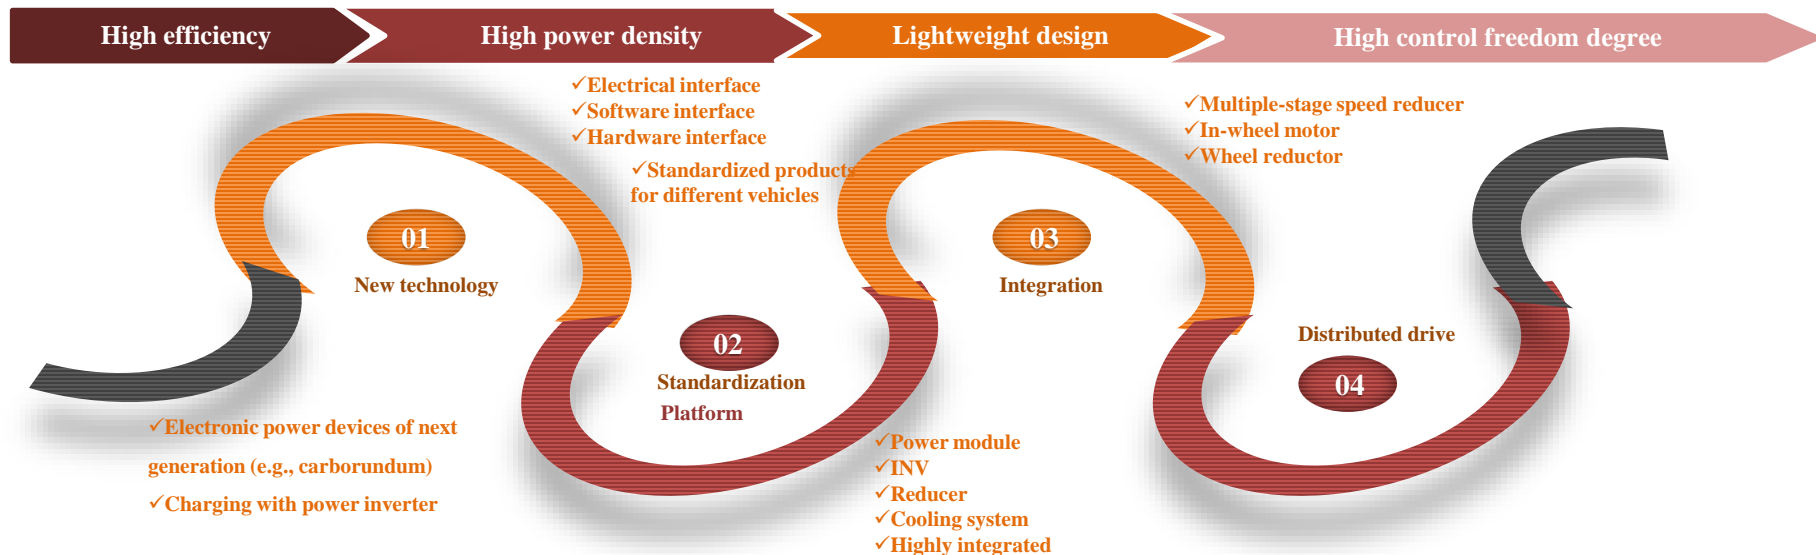 High efficiency
High power density
Lightweight design
High control freedom degree
✓Electrical interface
✓Software interface
✓Hardware interface
✓Standardized products
for different vehicles
✓Multiple-stage speed reducer
✓In-wheel motor
✓Wheel reductor
01
New technology
02
Standardization
Platform
03
Integration
Distributed drive
04
✓Electronic power devices of next
generation (e.g., carborundum)
✓Charging with power inverter
✓Power module
✓INV
✓Reducer
✓Cooling system
✓Highly integrated